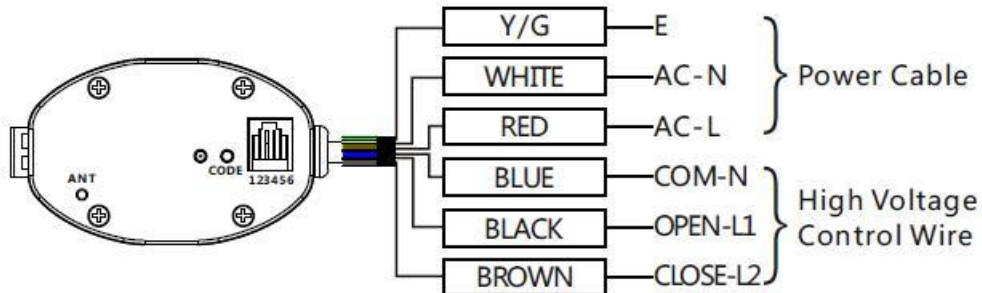 Y/G E
WHITE AC-N
RED AC-L
Power Cable
BLUE COM-N
BLACK OPEN-L1
BROWN CLOSE-L2
High Voltage
Control Wire
ANT
CODE
123456